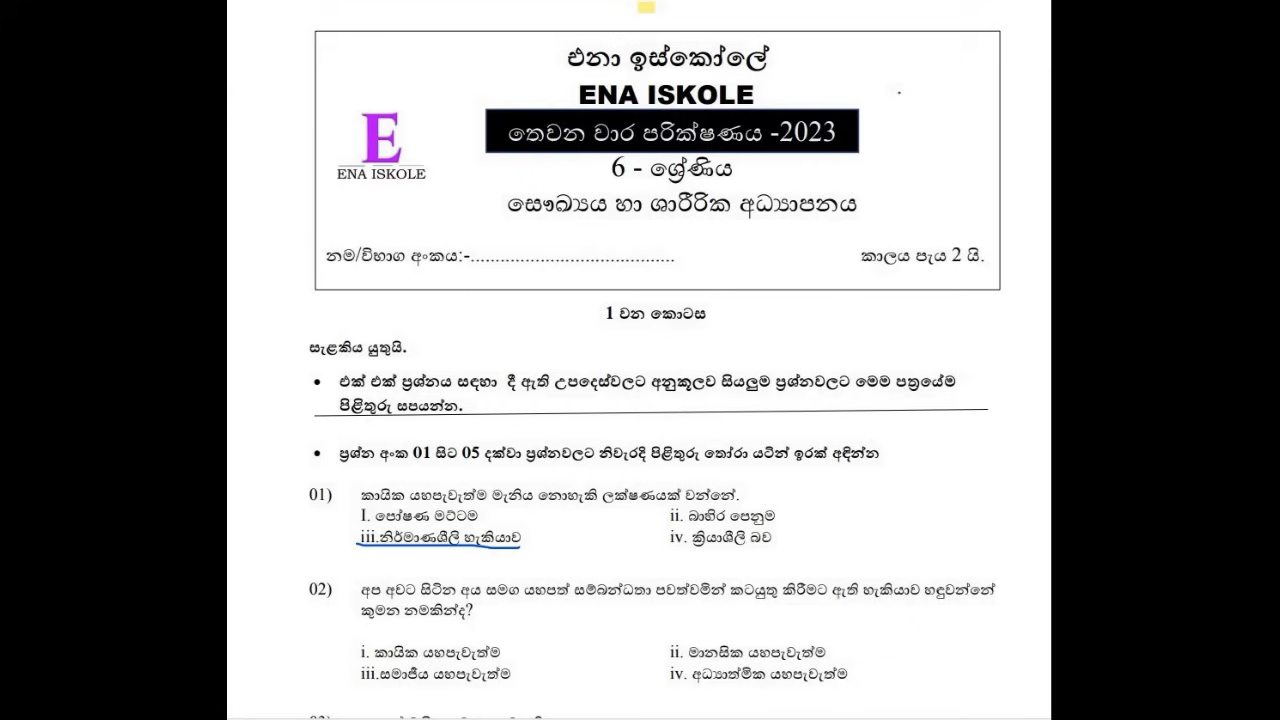 එනා ඉස්කෝලේ
ENA ISKOLE
E
ENA ISKOLE
තෙවන වාර පරික්ෂණය -2023
6 - ශ්‍රේණිය
සෞඛ්‍යය හා ශාරීරික අධ්‍යාපනය
නම/විභාග අංකය:-......................................... කාලය පැය 2 යි.
1 වන කොටස
සැළකිය යුතුයි.
• එක් එක් ප්‍රශ්නය සඳහා දී ඇති උපදෙස්වලට අනුකූලව සියලුම ප්‍රශ්නවලට මෙම පත්‍රයේම
පිළිතුරු සපයන්න.
• ප්‍රශ්න අංක 01 සිට 05 දක්වා ප්‍රශ්නවලට නිවැරදි පිළිතුරු තෝරා යටින් ඉරක් අඳින්න
01) කායික යහපැවැත්ම මැනිය නොහැකි ලක්ෂණයක් වන්නේ.
I. පෝෂණ මට්ටම ii. බාහිර පෙනුම
iii.නිර්මාණශීලි හැකියාව iv. ක්‍රියාශීලි බව
02) අප අවට සිටින අය සමග යහපත් සම්බන්ධතා පවත්වමින් කටයුතු කිරීමට ඇති හැකියාව හඳුවන්නේ
කුමන නමකින්ද?
i. කායික යහපැවැත්ම ii. මානසික යහපැවැත්ම
iii.සමාජීය යහපැවැත්ම iv. අධ්‍යාත්මික යහපැවැත්ම